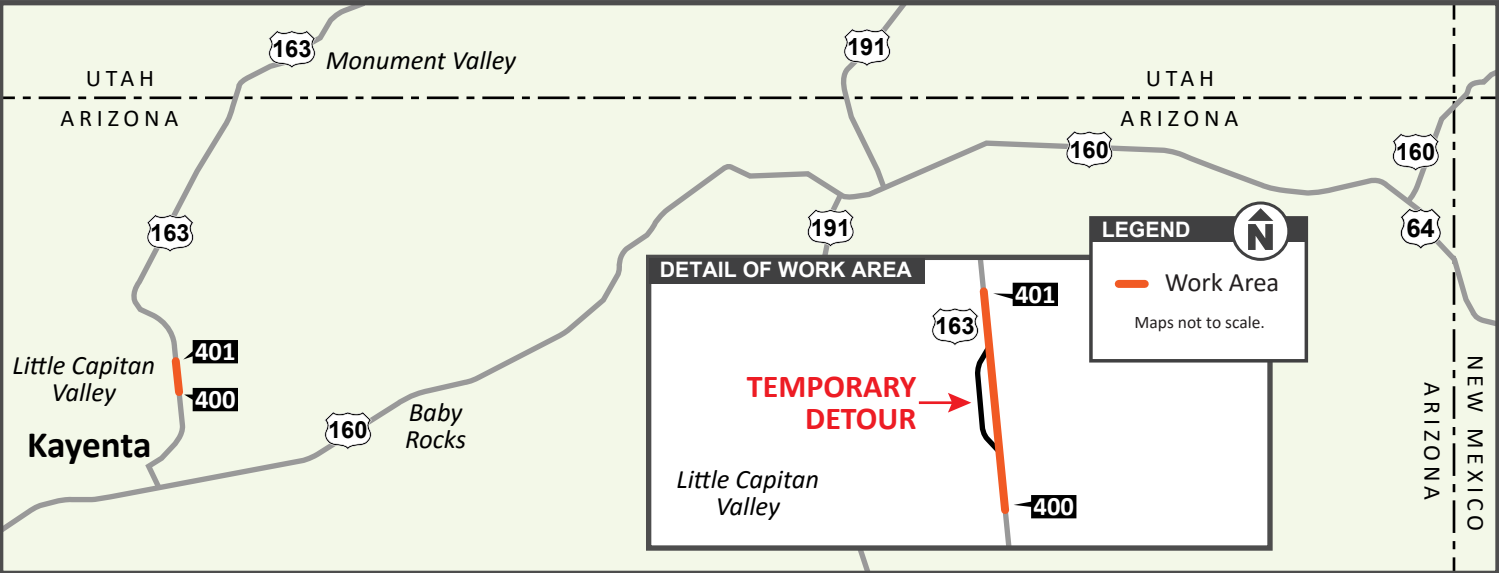 163
Monument Valley
191
UTAH
ARIZONA
UTAH
ARIZONA
160
160
163
191
64
LEGEND
N
Work Area
Maps not to scale.
DETAIL OF WORK AREA
401
163
TEMPORARY
DETOUR
Little Capitan
Valley
400
Little Capitan
Valley
401
400
Kayenta
160
Baby
Rocks
ARIZONA
NEW MEXICO